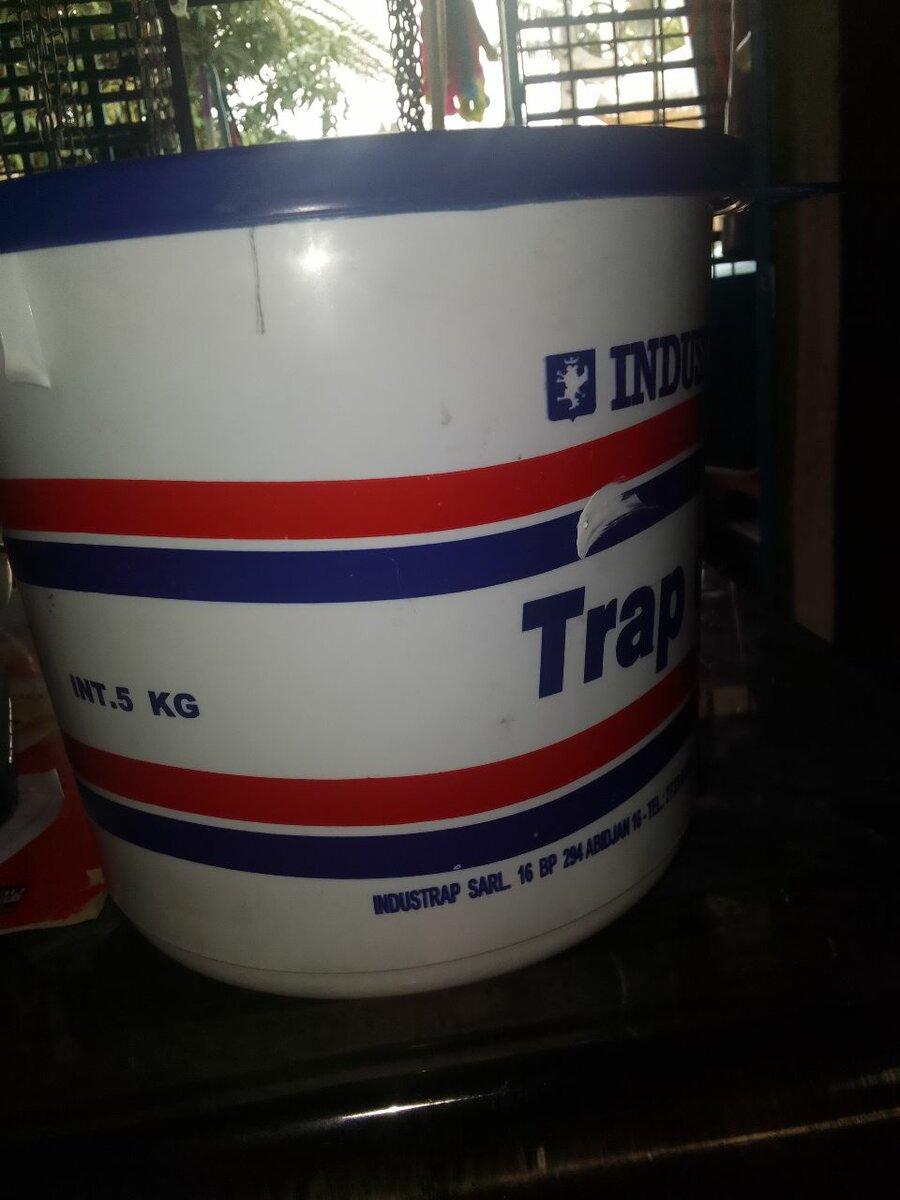 INDUS
Trap
INT.5 KG
INDUSTRAP SARL. 16 BP 294 ABIDJAN 16 - TEL.: